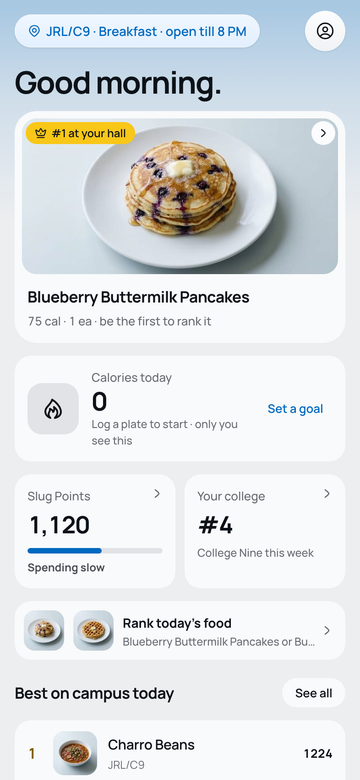 JRL/C9 · Breakfast · open till 8 PM
Good morning.
#1 at your hall
Blueberry Buttermilk Pancakes
75 cal · 1 ea · be the first to rank it
Calories today
0
Log a plate to start · only you
see this
Set a goal
Slug Points
1,120
Spending slow
Your college
#4
College Nine this week
Rank today's food
Blueberry Buttermilk Pancakes or Bu...
Best on campus today
See all
1
Charro Beans
JRL/C9
1224